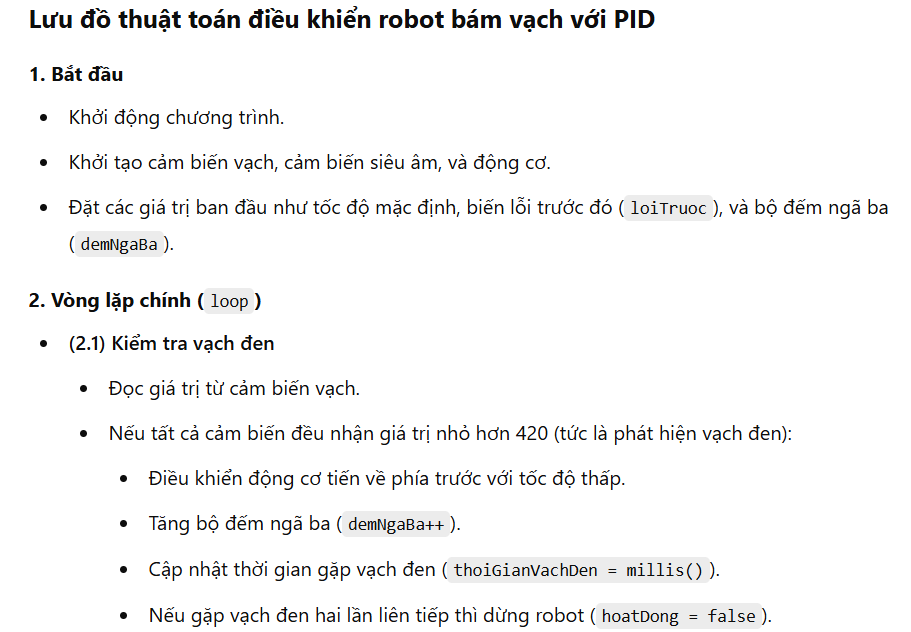 Lưu đồ thuật toán điều khiển robot bám vạch với PID
1. Bắt đầu
• Khởi động chương trình.
• Khởi tạo cảm biến vạch, cảm biến siêu âm, và động cơ.
• Đặt các giá trị ban đầu như tốc độ mặc định, biến lỗi trước đó (loiTruoc), và bộ đếm ngã ba
(demNgaBa).
2. Vòng lặp chính (loop)
• (2.1) Kiểm tra vạch đen
• Đọc giá trị từ cảm biến vạch.
• Nếu tất cả cảm biến đều nhận giá trị nhỏ hơn 420 (tức là phát hiện vạch đen):
• Điều khiển động cơ tiến về phía trước với tốc độ thấp.
• Tăng bộ đếm ngã ba (demNgaBa++).
• Cập nhật thời gian gặp vạch đen (thoiGianVachDen = millis()).
• Nếu gặp vạch đen hai lần liên tiếp thì dừng robot (hoatDong = false).